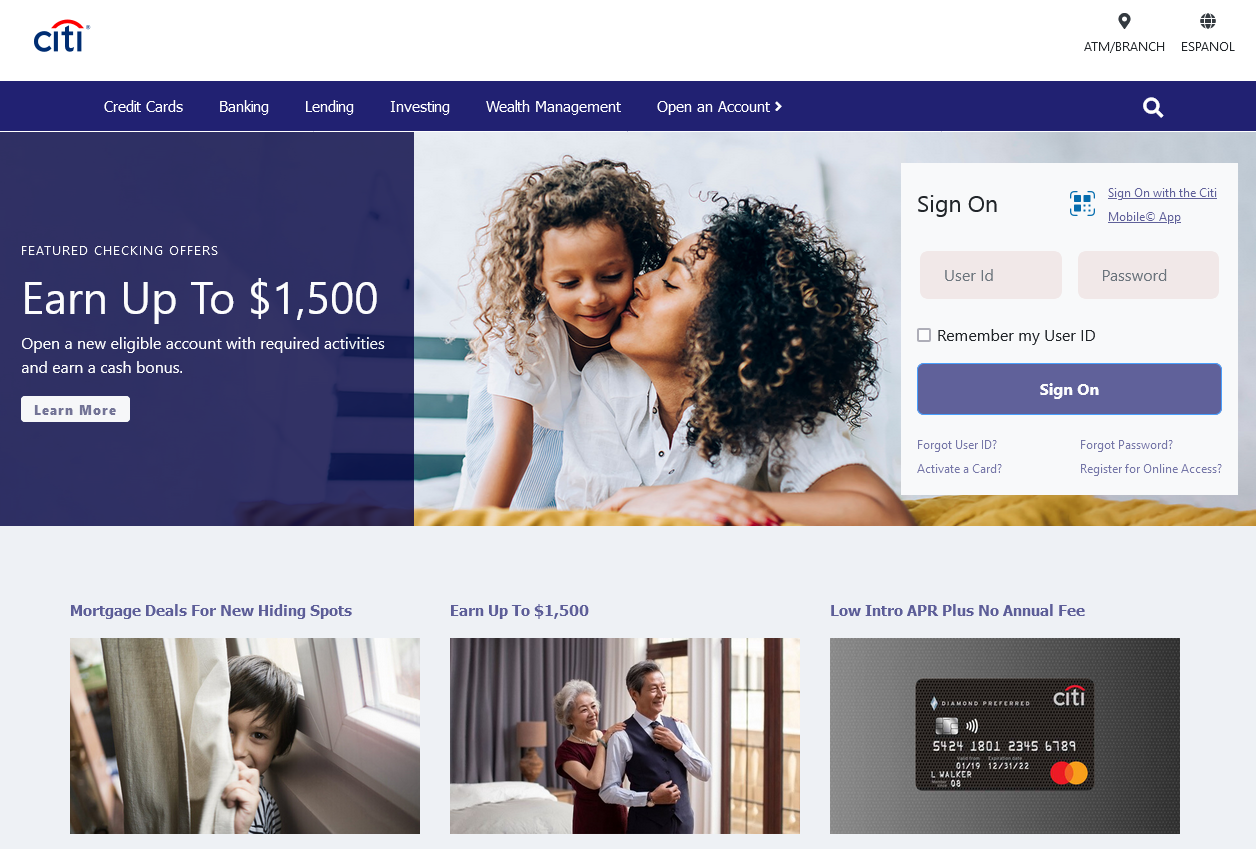 citi®
ATM/BRANCH
ESPANOL
Credit Cards
Banking
Lending
Investing
Wealth Management
Open an Account
FEATURED CHECKING OFFERS
Earn Up To $1,500
Open a new eligible account with required activities
and earn a cash bonus.
Learn More
Sign On
Sign On with the Citi
Mobile© App
User Id
Password
Remember my User ID
Sign On
Forgot User ID?
Forgot Password?
Activate a Card?
Register for Online Access?
Mortgage Deals For New Hiding Spots
Earn Up To $1,500
Low Intro APR Plus No Annual Fee
citi
DIAMOND PREFERRED
5424 1801 2345 6789
Valid from Expiration date
01/19 12/31/22
L WALKER
08